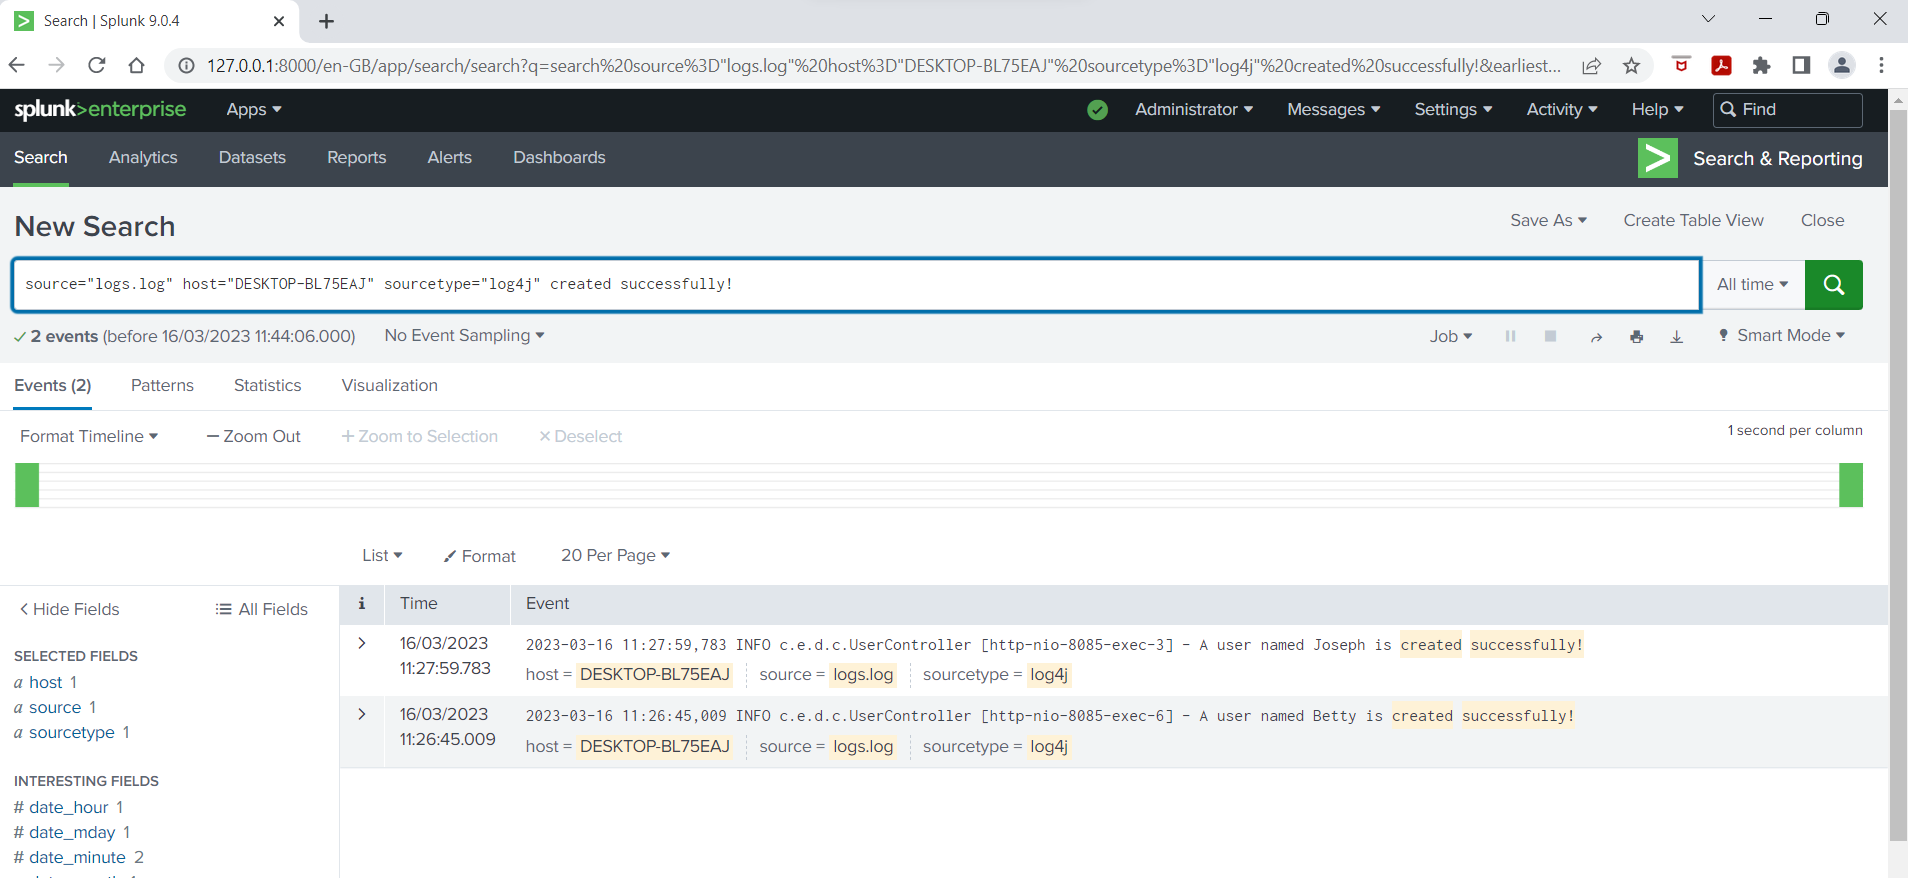 Search | Splunk 9.0.4
127.0.0.1:8000/en-GB/app/search/search?q=search%20source%3D"logs.log"%20host%3D"DESKTOP-BL75EAJ"%20sourcetype%3D"log4j"%20created%20successfully!&earliest...
splunk>enterprise Apps Administrator Messages Settings Activity Help Find
Search Analytics Datasets Reports Alerts Dashboards Search & Reporting
New Search Save As Create Table View Close
source="logs.log" host="DESKTOP-BL75EAJ" sourcetype="log4j" created successfully! All time
2 events (before 16/03/2023 11:44:06.000) No Event Sampling Job Smart Mode
Events (2) Patterns Statistics Visualization
Format Timeline — Zoom Out + Zoom to Selection × Deselect 1 second per column
List Format 20 Per Page
< Hide Fields All Fields i Time Event
SELECTED FIELDS
a host 1
a source 1
a sourcetype 1
INTERESTING FIELDS
# date_hour 1
# date_mday 1
# date_minute 2
> 16/03/2023 11:27:59.783
2023-03-16 11:27:59,783 INFO c.e.d.c.UserController [http-nio-8085-exec-3] - A user named Joseph is created successfully!
host = DESKTOP-BL75EAJ source = logs.log sourcetype = log4j
> 16/03/2023 11:26:45.009
2023-03-16 11:26:45,009 INFO c.e.d.c.UserController [http-nio-8085-exec-6] - A user named Betty is created successfully!
host = DESKTOP-BL75EAJ source = logs.log sourcetype = log4j